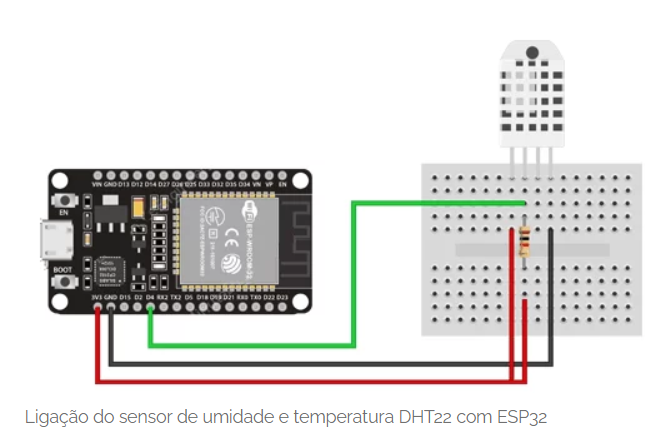 VIN GND D13 D12 D14 D27 D26 D25 D33 D32 D35 D34 VN VP EN
EN
WiFi ESP-WROOM-32
CE
BOOT
3V3 GND D15 D2 D4 RX2 TX2 D5 D18 D19 D21 RX0 TX0 D22 D23
Ligação do sensor de umidade e temperatura DHT22 com ESP32